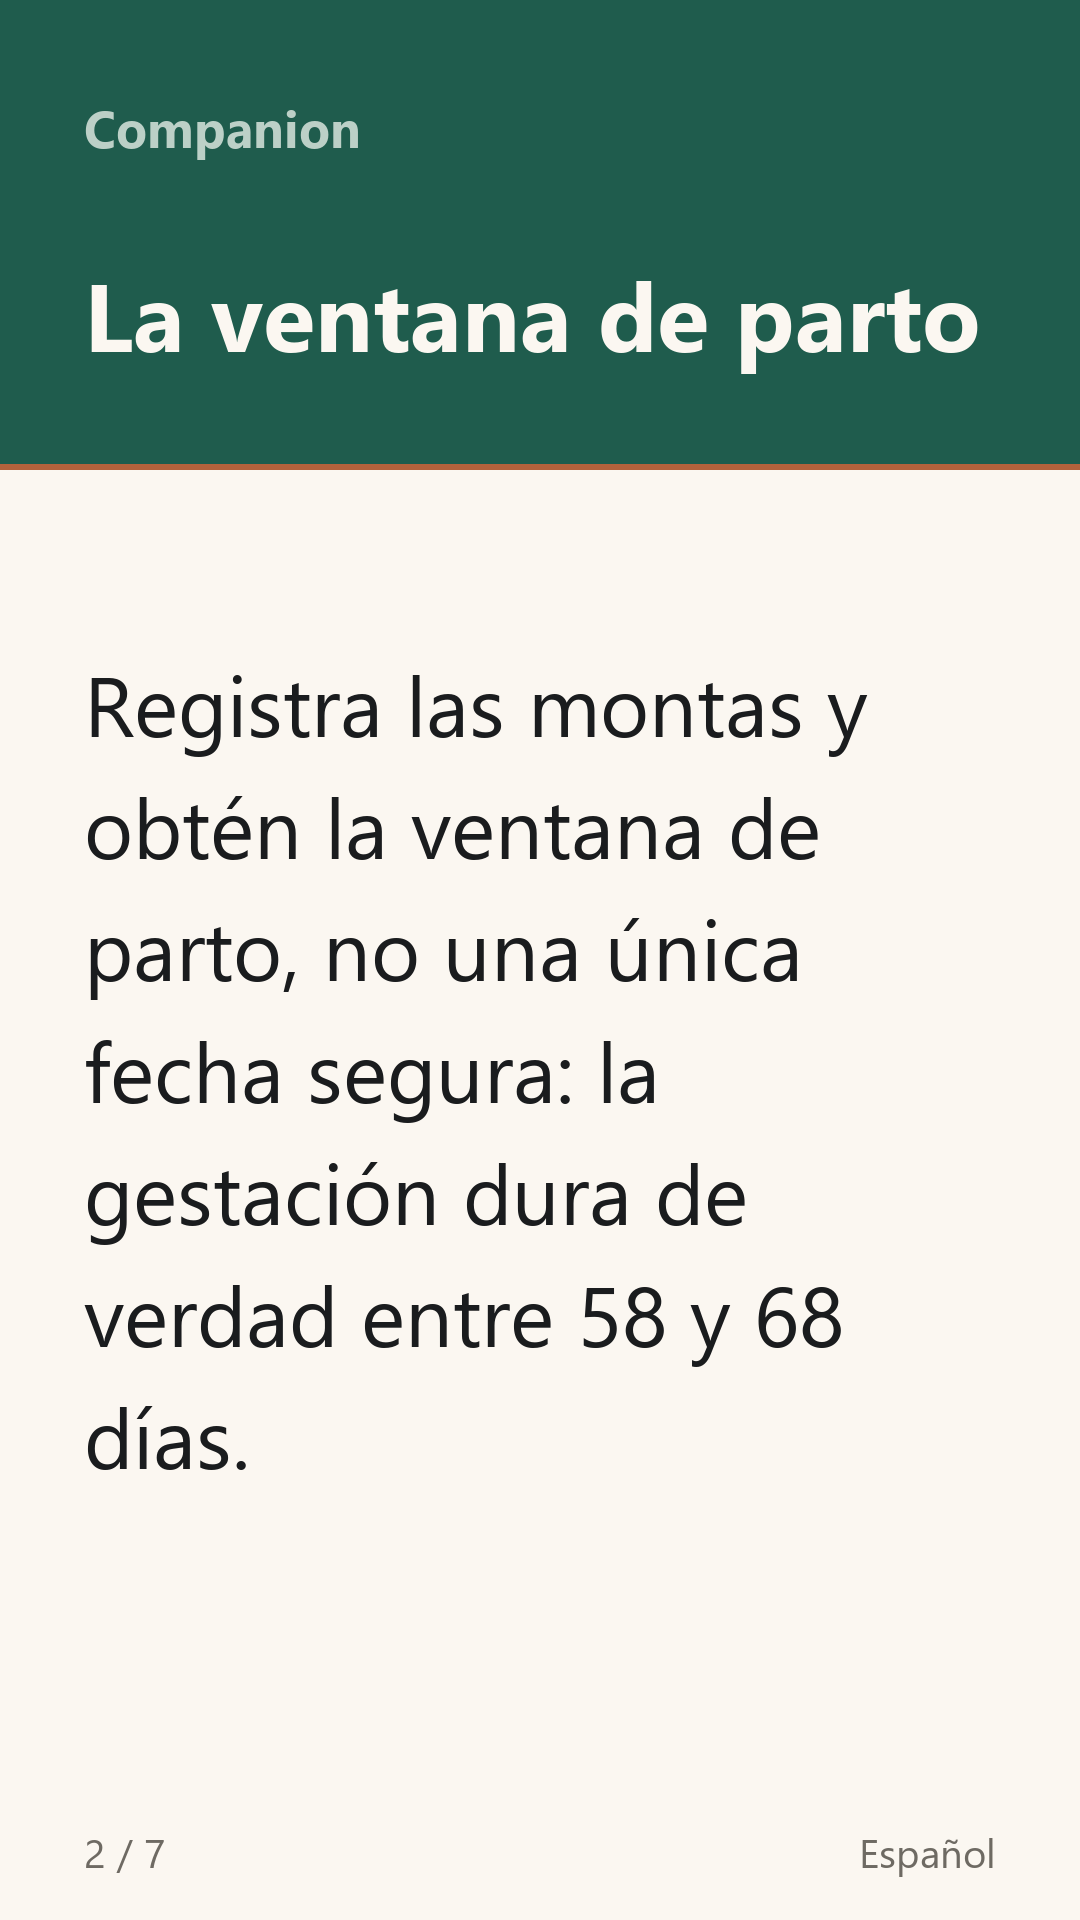 Companion
La ventana de parto
Registra las montas y
obtén la ventana de
parto, no una única
fecha segura: la
gestación dura de
verdad entre 58 y 68
días.
2 / 7
Español